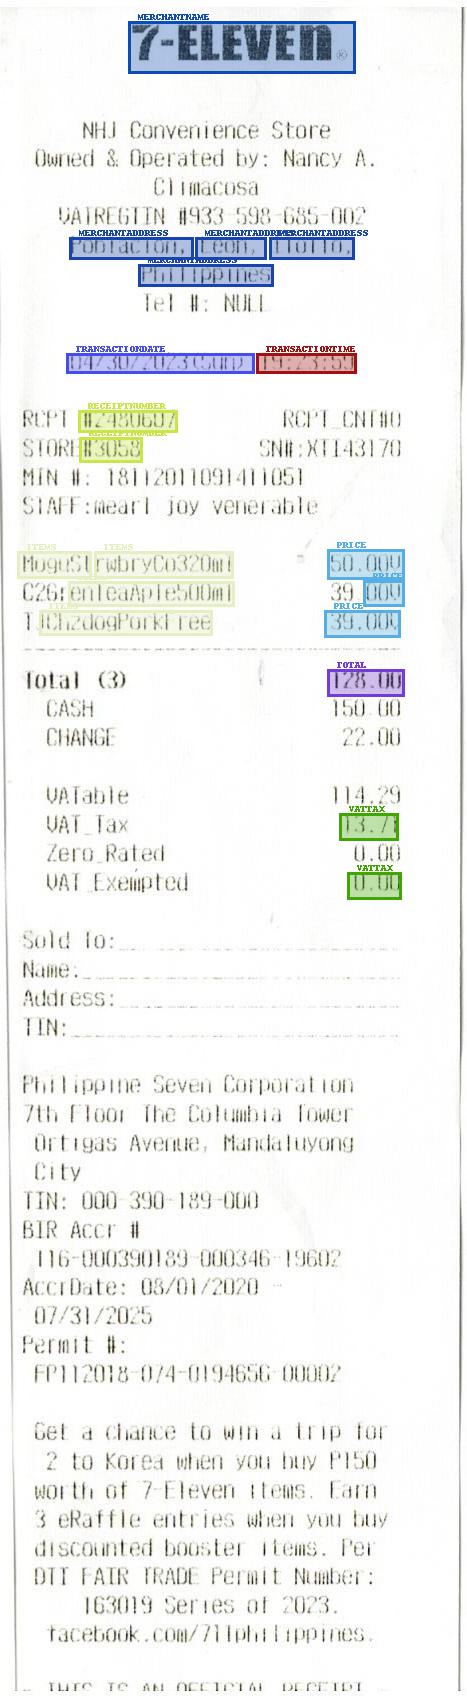 MERCHANTNAME
7-ELEVEN®
NHJ Convenience Store
Owned & Operated by: Nancy A.
Climacosa
VATREGTIN #933-598-685-002
MERCHANTADDRESS MERCHANTADDRESS MERCHANTADDRESS
Poblacion, Leon, Iloilo,
MERCHANTADDRESS
Philippines
Tel #: NULL
TRANSACTIONDATE TRANSACTIONTIME
04/30/2023(Sun) 19:23:55
RECEIPTNUMBER
RCPT #2480607 RCPT_CNT#0
RECEIPTNUMBER
STORE#3058 SN#:XTI43170
MIN #: 18112011091411051
STAFF:mearl joy venerable
ITEMS ITEMS PRICE
MoguStrwbryCo320ml 50.00V
PRICE
C2GreenteaAple500ml 39.00V
ITEMS PRICE
TJChzdogPorkFree 39.00V
TOTAL
Total (3) 128.00
CASH 150.00
CHANGE 22.00
VATable 114.29
VATTAX
VAT_Tax 13.71
Zero_Rated 0.00
VATTAX
VAT_Exempted 0.00
Sold To:
Name:
Address:
TIN:
Philippine Seven Corporation
7th Floor The Columbia Tower
Ortigas Avenue, Mandaluyong
City
TIN: 000-390-189-000
BIR Accr #
116-000390189-000346-19602
AccrDate: 08/01/2020 -
07/31/2025
Permit #:
FP112018-074-0194656-00002
Get a chance to win a trip for
2 to Korea when you buy P150
worth of 7-Eleven items. Earn
3 eRaffle entries when you buy
discounted booster items. Per
DTI FAIR TRADE Permit Number:
163019 Series of 2023.
facebook.com/711philippines.
- THIS IS AN OFFICIAL RECEIPT -